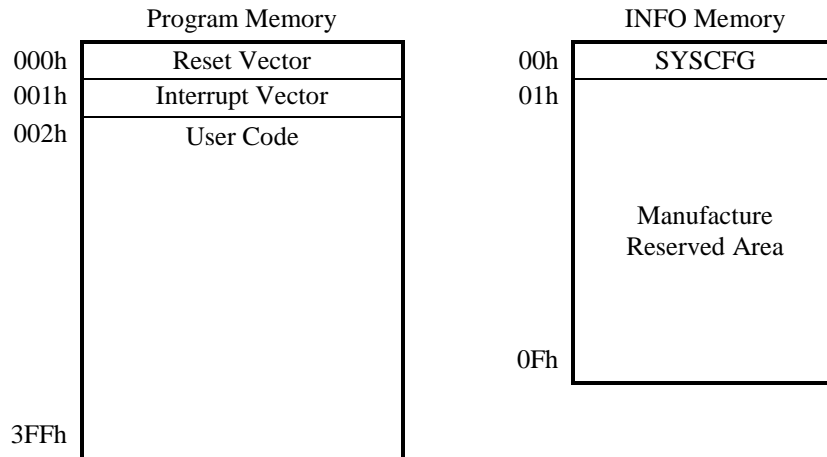 Program Memory
000h Reset Vector
001h Interrupt Vector
002h User Code
3FFh
INFO Memory
00h SYSCFG
01h
Manufacture
Reserved Area
0Fh